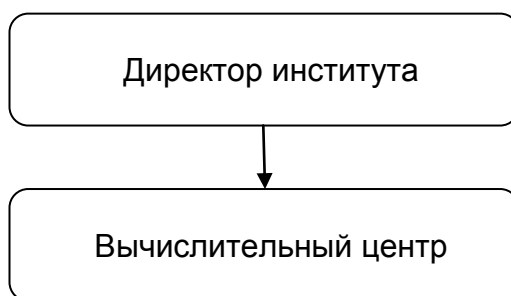 Директор института
Вычислительный центр